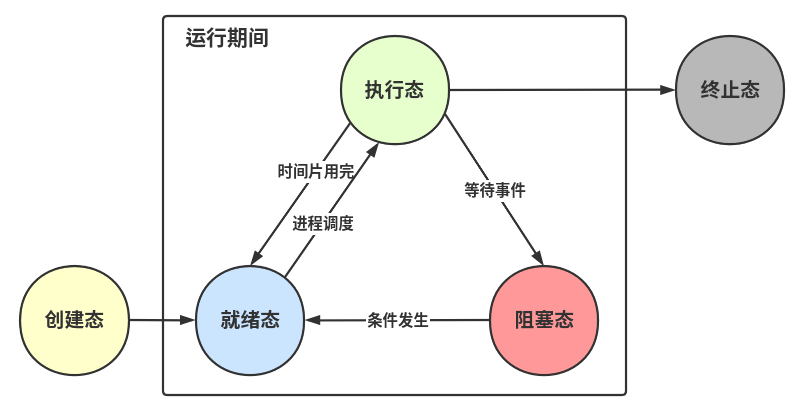 运行期间
执行态
终止态
时间片用完
等待事件
进程调度
创建态
就绪态
条件发生
阻塞态